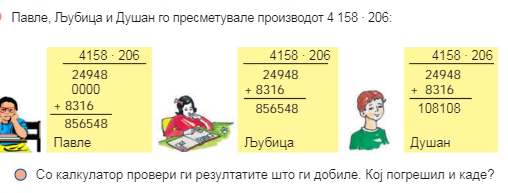 Павле, Љубица и Душан го пресметувале производот 4 158 · 206:
4158 · 206
24948
0000
+ 8316
856548
Павле
4158 · 206
24948
+ 8316
856548
Љубица
4158 · 206
24948
+ 8316
108108
Душан
Со калкулатор провери ги резултатите што ги добиле. Кој погрешил и каде?